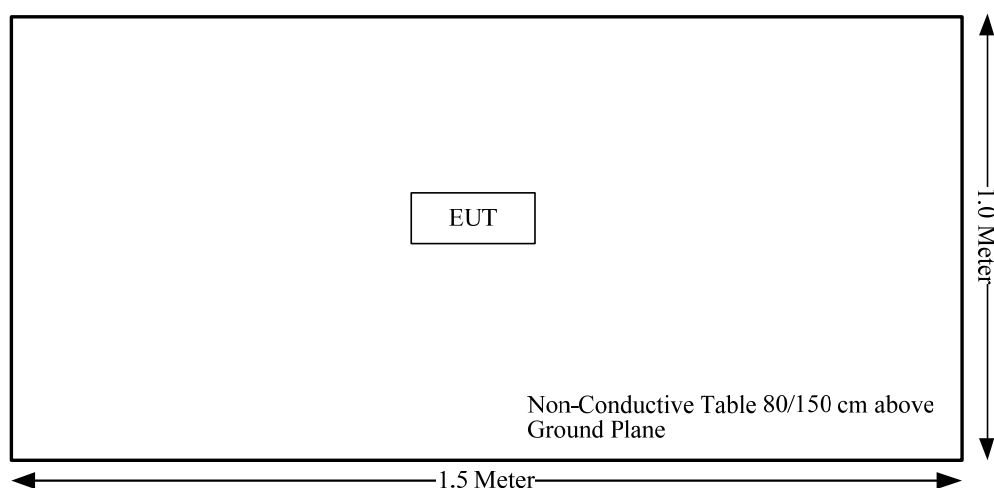 EUT
1.0 Meter
Non-Conductive Table 80/150 cm above
Ground Plane
1.5 Meter